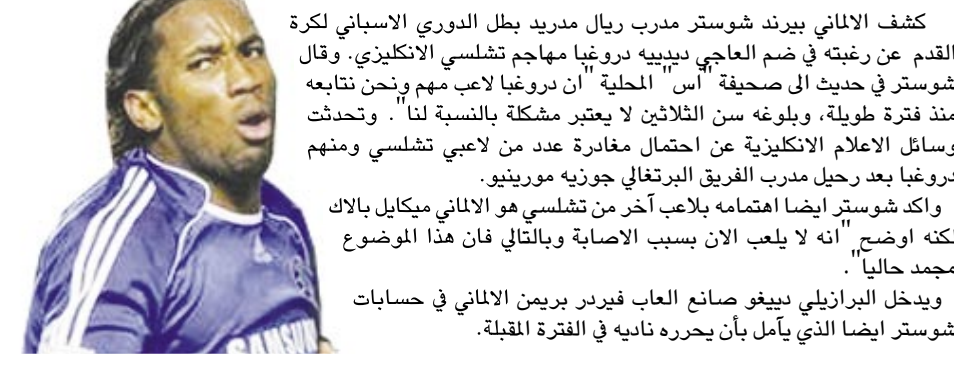 كشف الالماني بيرند شوستر مدرب ريال مدريد بطل الدوري الاسباني لكرة
القدم عن رغبته في ضم العاجي ديدييه دروغبا مهاجم تشلسي الانكليزي. وقال
شوستر في حديث الى صحيفة "آس" المحلية "ان دروغبا لاعب مهم ونحن نتابعه
منذ فترة طويلة، وبلوغه سن الثلاثين لا يعتبر مشكلة بالنسبة لنا". وتحدثت
وسائل الاعلام الانكليزية عن احتمال مغادرة عدد من لاعبي تشلسي ومنهم
دروغبا بعد رحيل مدرب الفريق البرتغالي جوزيه مورينيو.
واكد شوستر ايضا اهتمامه بلاعب آخر من تشلسي هو الالماني ميكايل بالاك
لكنه اوضح "انه لا يلعب الان بسبب الاصابة وبالتالي فان هذا الموضوع
مجمد حاليا".
ويدخل البرازيلي دييغو صانع العاب فيردر بريمن الالماني في حسابات
شوستر ايضا الذي يآمل بأن يحرره ناديه في الفترة المقبلة.
SAMSUN